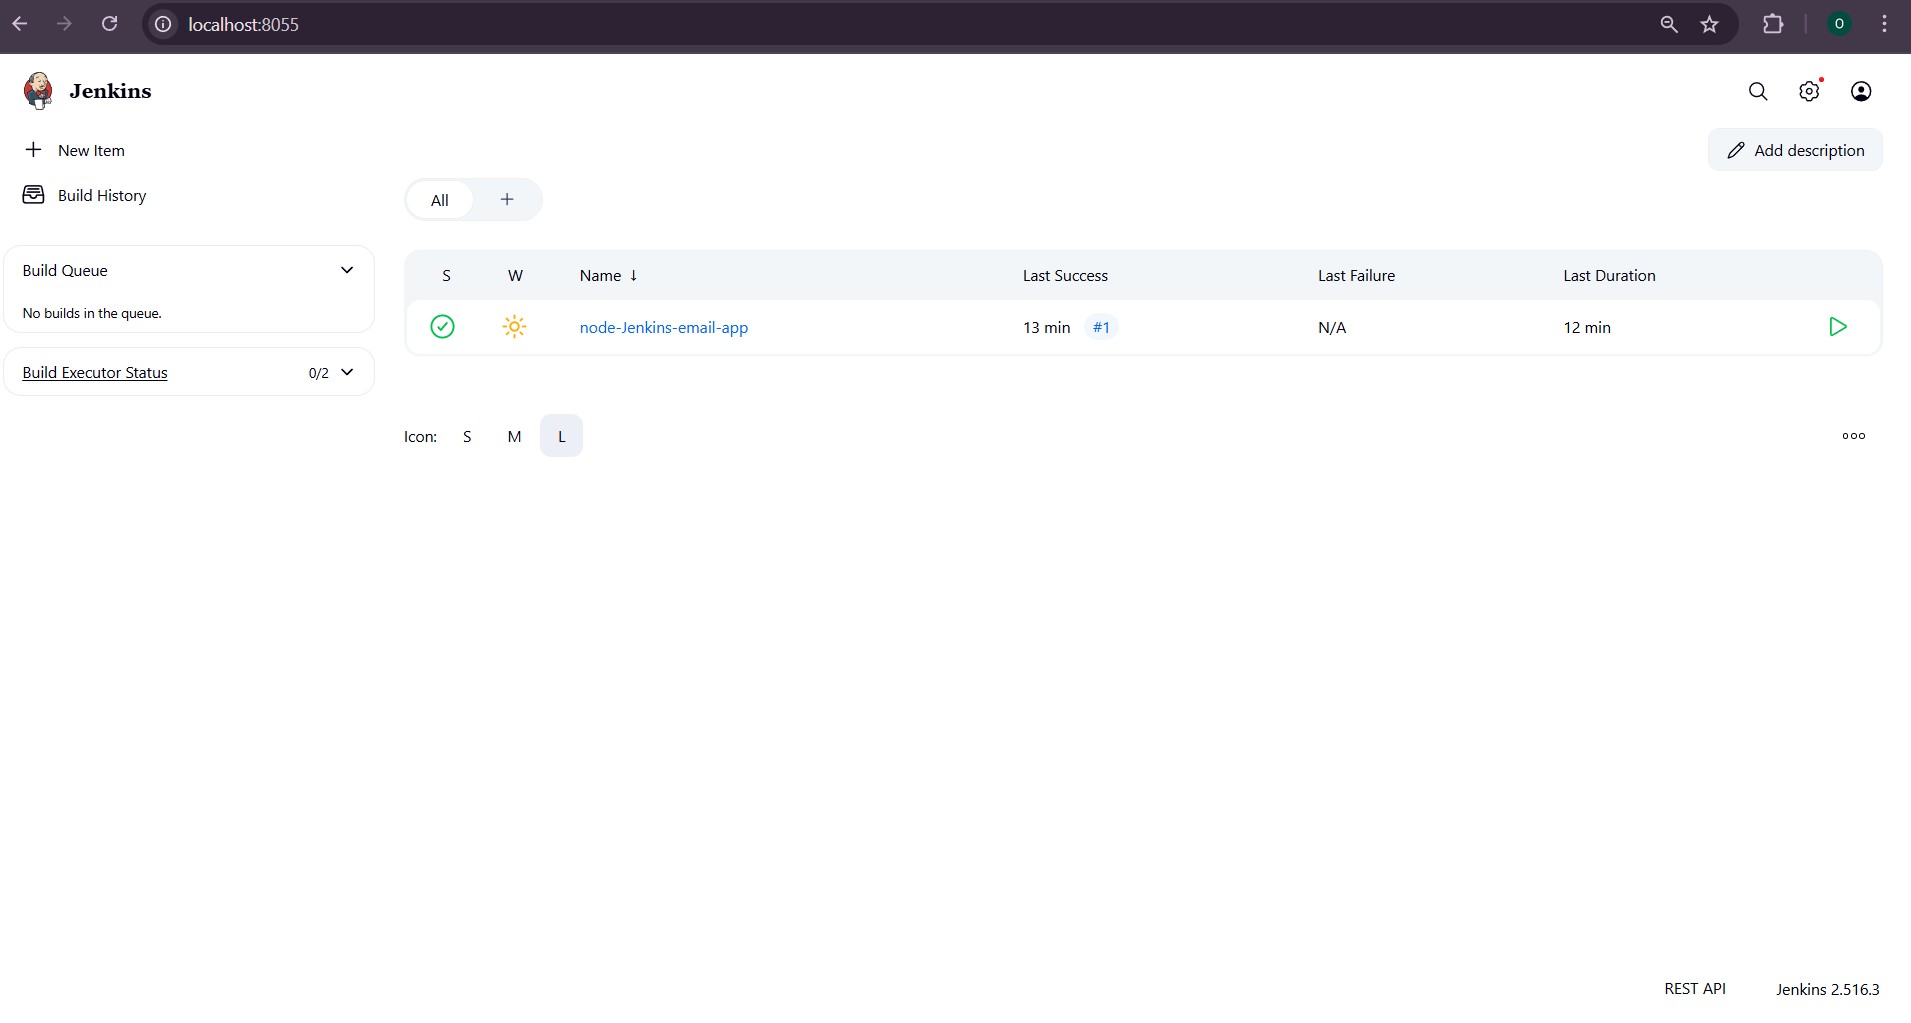 localhost:8055
O
Jenkins
New Item
Add description
Build History
All
Build Queue
No builds in the queue.
Build Executor Status 0/2
S W Name ↓ Last Success Last Failure Last Duration
node-Jenkins-email-app 13 min #1 N/A 12 min
Icon: S M L
REST API Jenkins 2.516.3